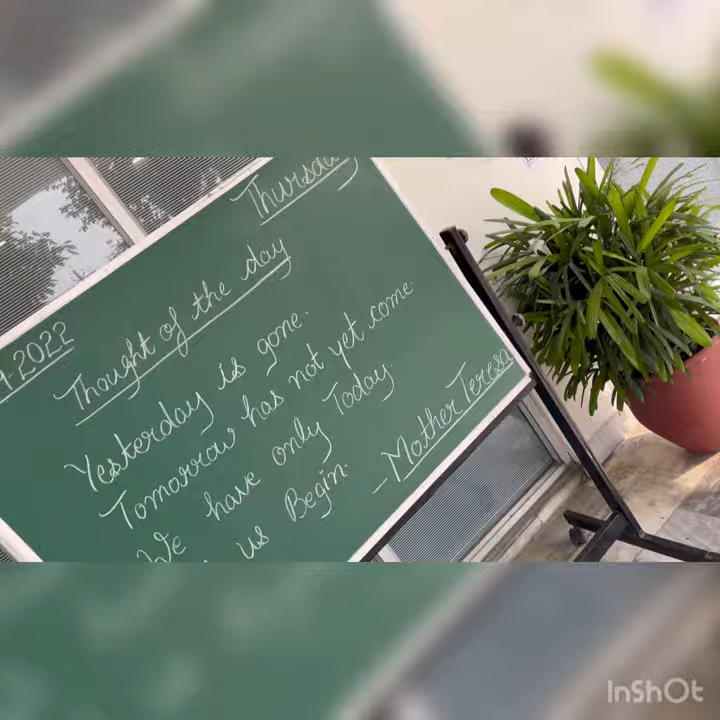 Thursday
.2022
Thought of the day
Yesterday is gone.
Tomorrow has not yet come
We have only Today
us Begin.
- Mother Teresa
InShOt